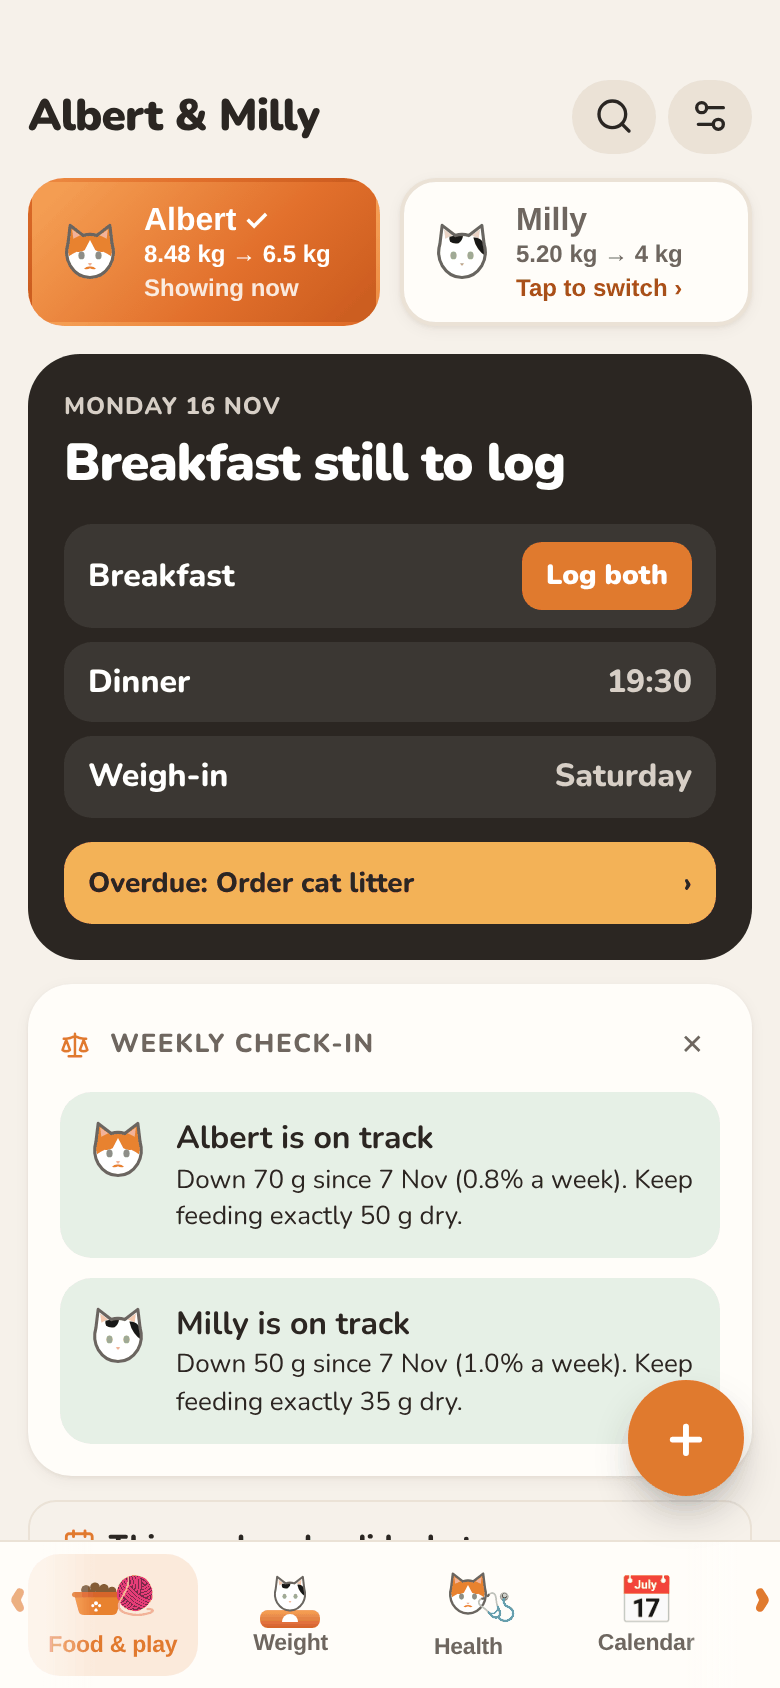 Albert & Milly
Albert ✓
8.48 kg → 6.5 kg
Showing now
Milly
5.20 kg → 4 kg
Tap to switch ›
MONDAY 16 NOV
Breakfast still to log
Breakfast
Log both
Dinner
19:30
Weigh-in
Saturday
Overdue: Order cat litter ›
WEEKLY CHECK-IN
Albert is on track
Down 70 g since 7 Nov (0.8% a week). Keep
feeding exactly 50 g dry.
Milly is on track
Down 50 g since 7 Nov (1.0% a week). Keep
feeding exactly 35 g dry.
July
17
Food & play
Weight
Health
Calendar